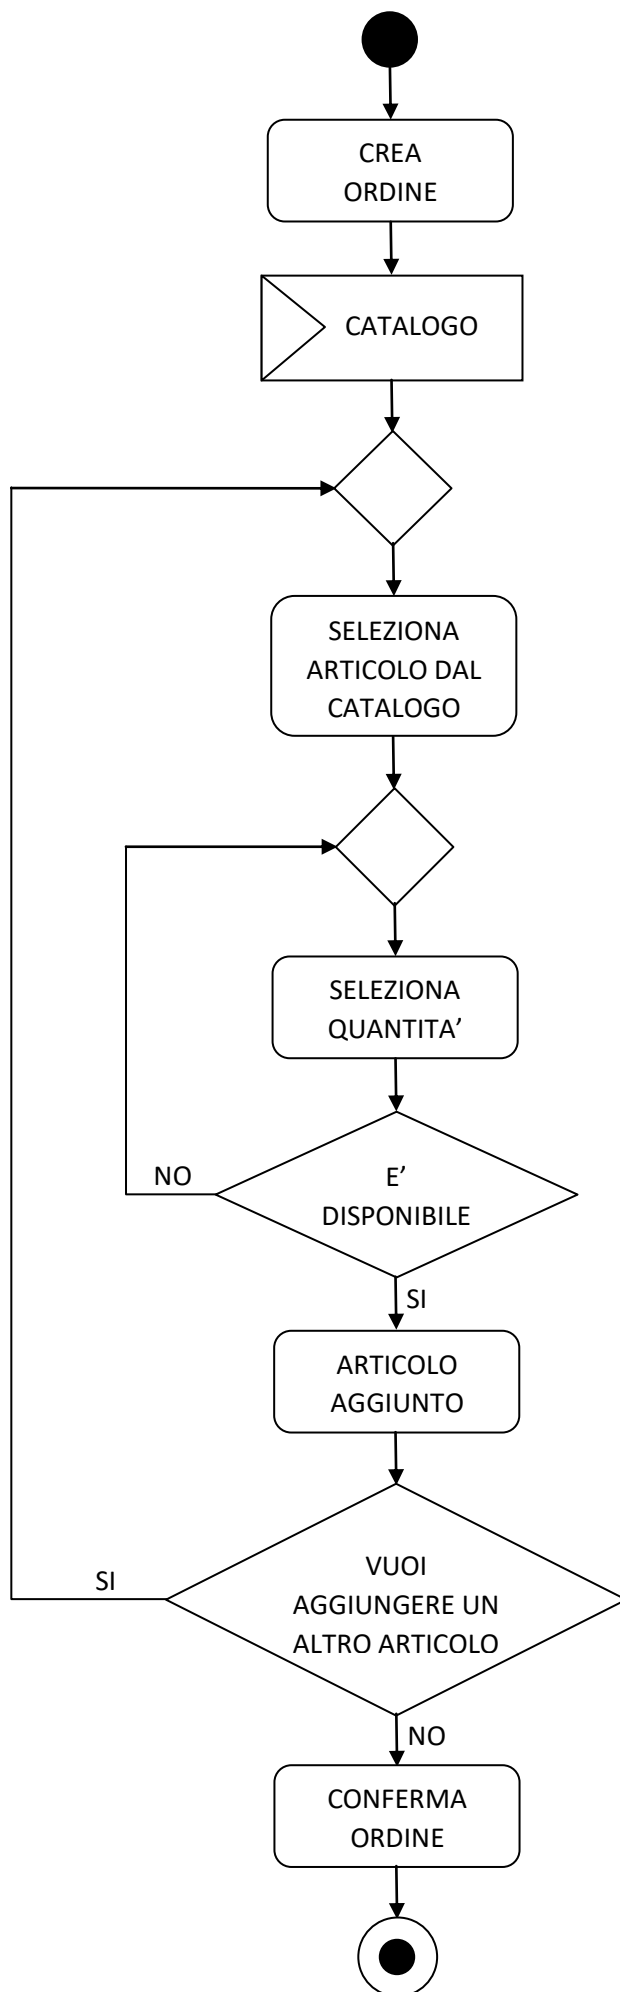 CREA
ORDINE
CATALOGO
SELEZIONA
ARTICOLO DAL
CATALOGO
SELEZIONA
QUANTITA’
NO
E’
DISPONIBILE
SI
ARTICOLO
AGGIUNTO
SI
VUOI
AGGIUNGERE UN
ALTRO ARTICOLO
NO
CONFERMA
ORDINE